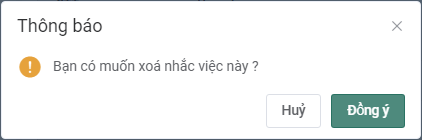 Thông báo
Bạn có muốn xoá nhắc việc này ?
Huỷ
Đồng ý